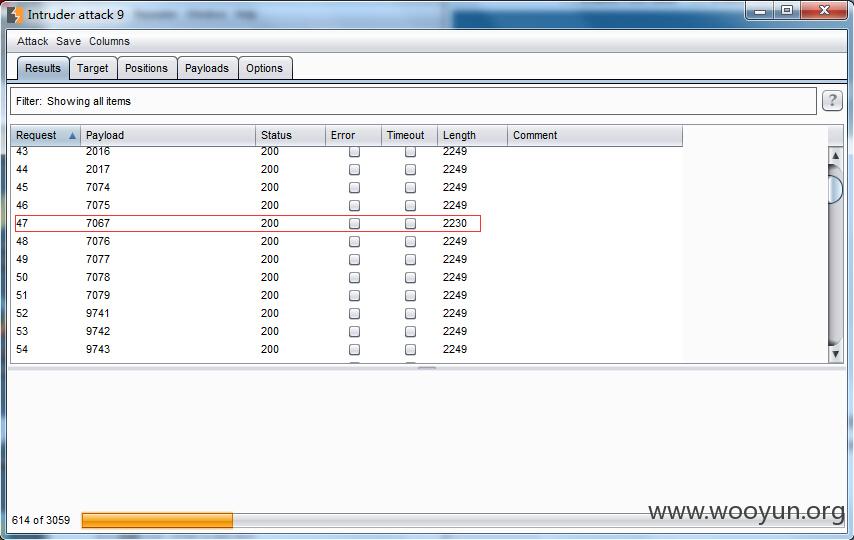 Intruder attack 9
Attack Save Columns
Results Target Positions Payloads Options
Filter: Showing all items ?
Request Payload Status Error Timeout Length Comment
43 2016 200 2249
44 2017 200 2249
45 7074 200 2249
46 7075 200 2249
47 7067 200 2230
48 7076 200 2249
49 7077 200 2249
50 7078 200 2249
51 7079 200 2249
52 9741 200 2249
53 9742 200 2249
54 9743 200 2249
614 of 3059
www.wooyun.org